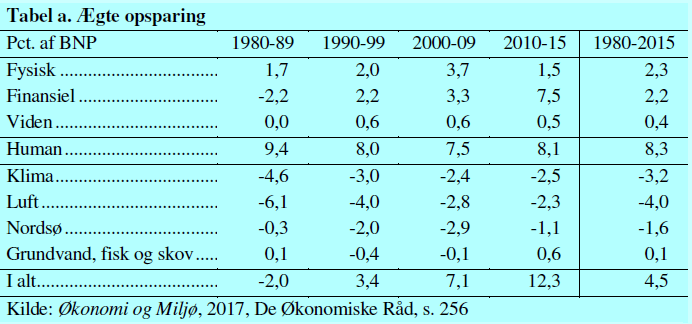 Tabel a. Ægte opsparing
Pct. af BNP 1980-89 1990-99 2000-09 2010-15 1980-2015
Fysisk .................................. 1,7 2,0 3,7 1,5 2,3
Finansiel ............................... -2,2 2,2 3,3 7,5 2,2
Viden ................................... 0,0 0,6 0,6 0,5 0,4
Human ................................... 9,4 8,0 7,5 8,1 8,3
Klima ................................... -4,6 -3,0 -2,4 -2,5 -3,2
Luft .................................... -6,1 -4,0 -2,8 -2,3 -4,0
Nordsø .................................. -0,3 -2,0 -2,9 -1,1 -1,6
Grundvand, fisk og skov ..... 0,1 -0,4 -0,1 0,6 0,1
I alt ................................... -2,0 3,4 7,1 12,3 4,5
Kilde: Økonomi og Miljø, 2017, De Økonomiske Råd, s. 256